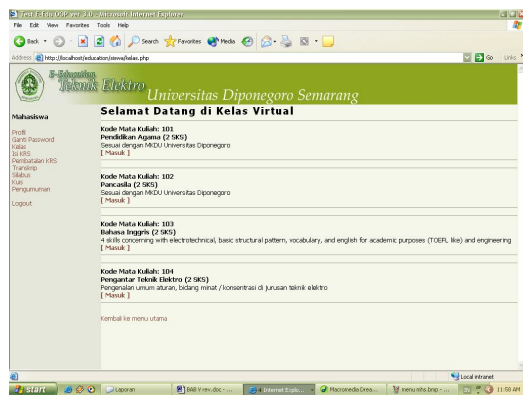 Test E-Edu OOP ver 3.0 - Microsoft Internet Explorer
File Edit View Favorites Tools Help
Back Search Favorites Media
Address http://localhost/education/siswa/kelas.php Go Links
E-Education
Teknik Elektro
Universitas Diponegoro Semarang
Mahasiswa
Profil
Ganti Password
Kelas
Isi KRS
Pembatalan KRS
Transkrip
Silabus
Kuis
Pengumuman
Logout
Selamat Datang di Kelas Virtual
Kode Mata Kuliah: 101
Pendidikan Agama (2 SKS)
Sesuai dengan MKDU Universitas Diponegoro
[ Masuk ]
Kode Mata Kuliah: 102
Pancasila (2 SKS)
Sesuai dengan MKDU Universitas Diponegoro
[ Masuk ]
Kode Mata Kuliah: 103
Bahasa Inggris (2 SKS)
4 skills concerning with electrotechnical, basic structural pattern, vocabulary, and english for academic purposes (TOEFL like) and engineering
[ Masuk ]
Kode Mata Kuliah: 104
Pengantar Teknik Elektro (2 SKS)
Pengenalan umum aturan, bidang minat / konsentrasi di jurusan teknik elektro
[ Masuk ]
Kembali ke menu utama
Local intranet
start Laporan BAB V rev.doc - ... 4 Internet Explo... Macromedia Drea... menu mhs.bmp - ... EN 11:58 AM